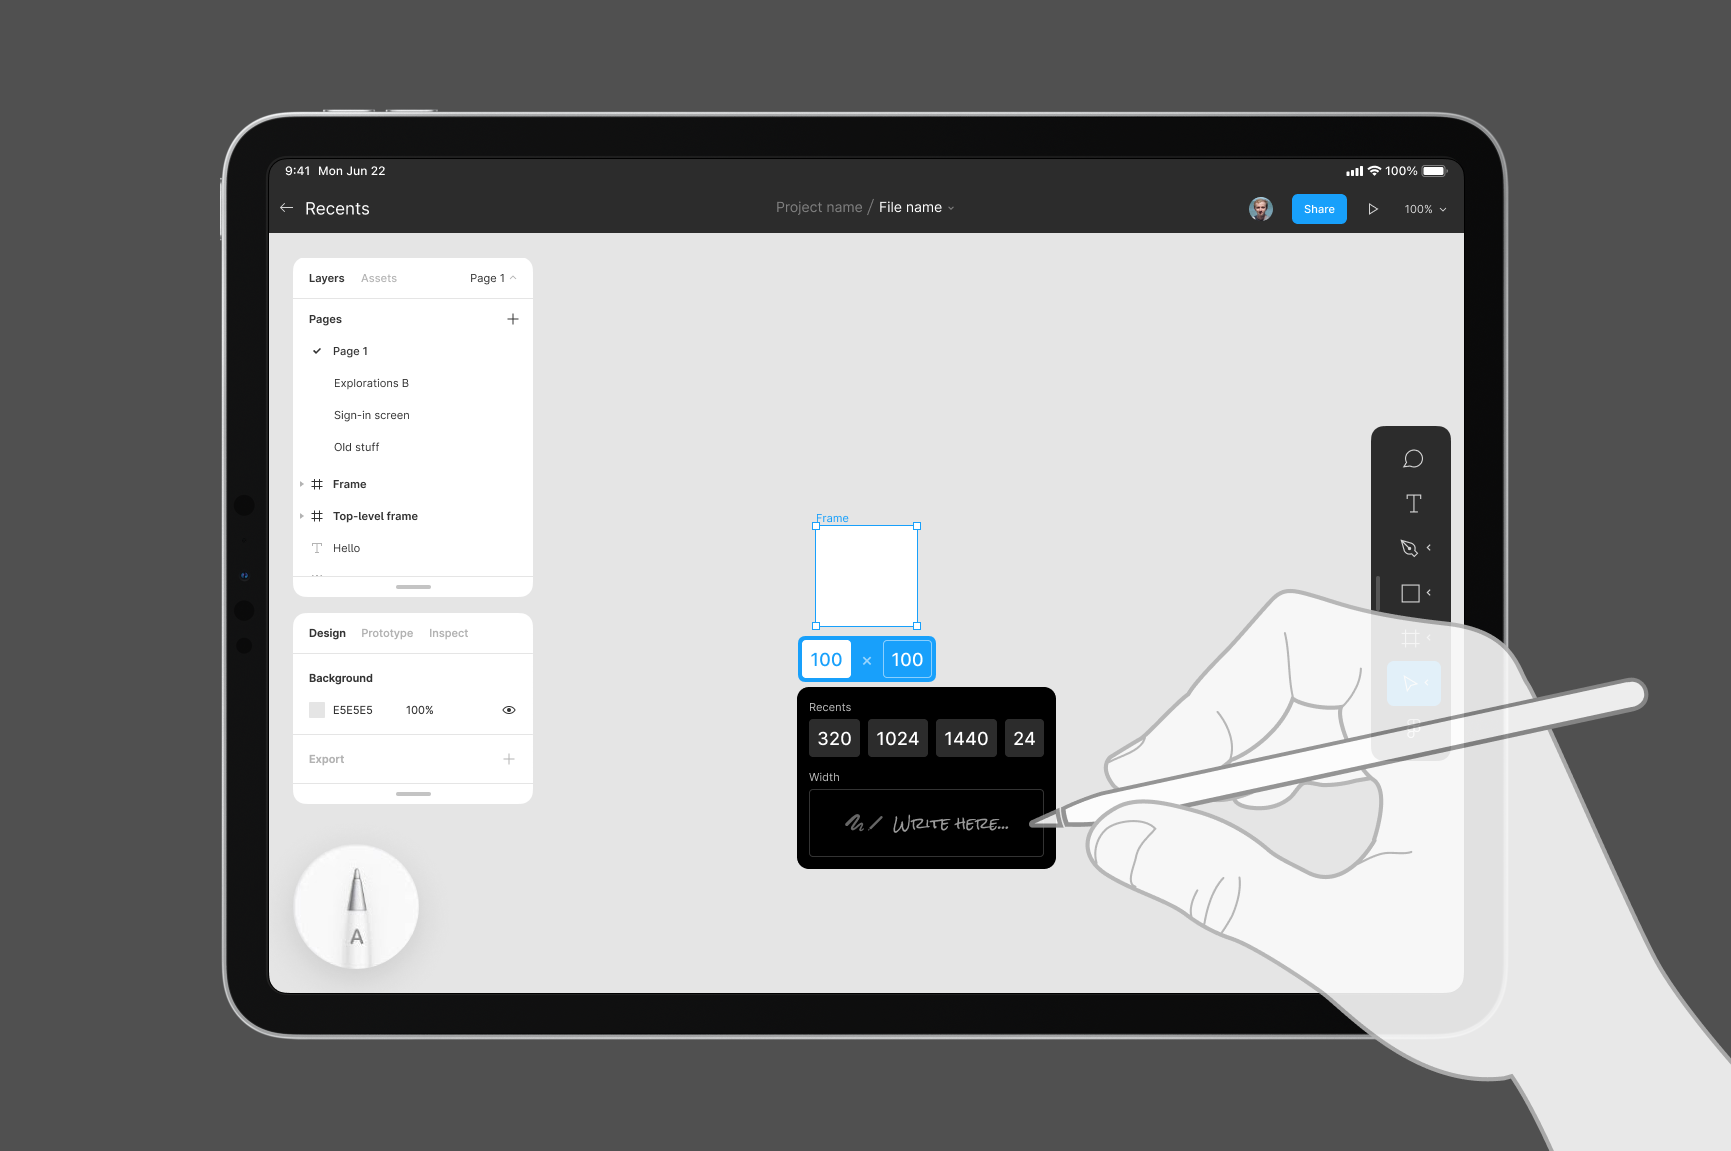 9:41 Mon Jun 22
100%
Recents
Project name / File name
Share
100%
Layers Assets Page 1
Pages
Page 1
Explorations B
Sign-in screen
Old stuff
Frame
Top-level frame
Hello
Design Prototype Inspect
Background
E5E5E5 100%
Export
A
Frame
100 × 100
Recents
320 1024 1440 24
Width
Write here...